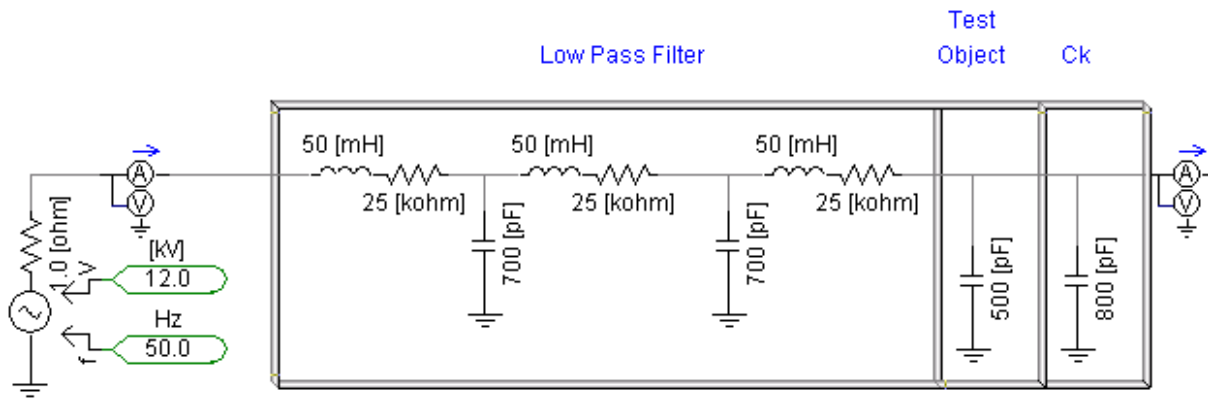 Test
Low Pass Filter
Object
Ck
50 [mH]
25 [kohm]
50 [mH]
25 [kohm]
50 [mH]
25 [kohm]
A
V
A
V
1.0 [ohm]
V
[kV]
12.0
Hz
50.0
f
700 [pF]
700 [pF]
500 [pF]
800 [pF]